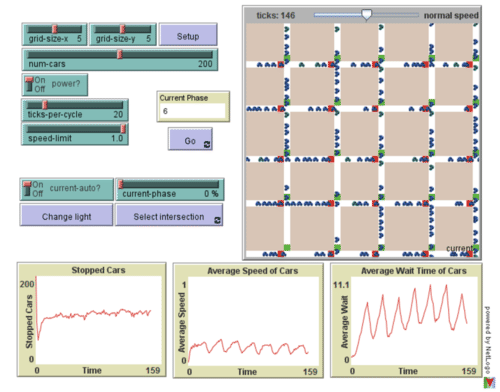 grid-size-x 5
grid-size-y 5
Setup
num-cars 200
On
Off
power?
ticks-per-cycle 20
speed-limit 1.0
Current Phase
6
Go
On
Off
current-auto?
current-phase 0 %
Change light
Select intersection
ticks: 146
normal speed
current
Stopped Cars
200
Stopped Cars
0
0
Time
159
Average Speed of Cars
1
Average Speed
0
0
Time
159
Average Wait Time of Cars
11.1
Average Wait
0
0
Time
159
powered by NetLogo